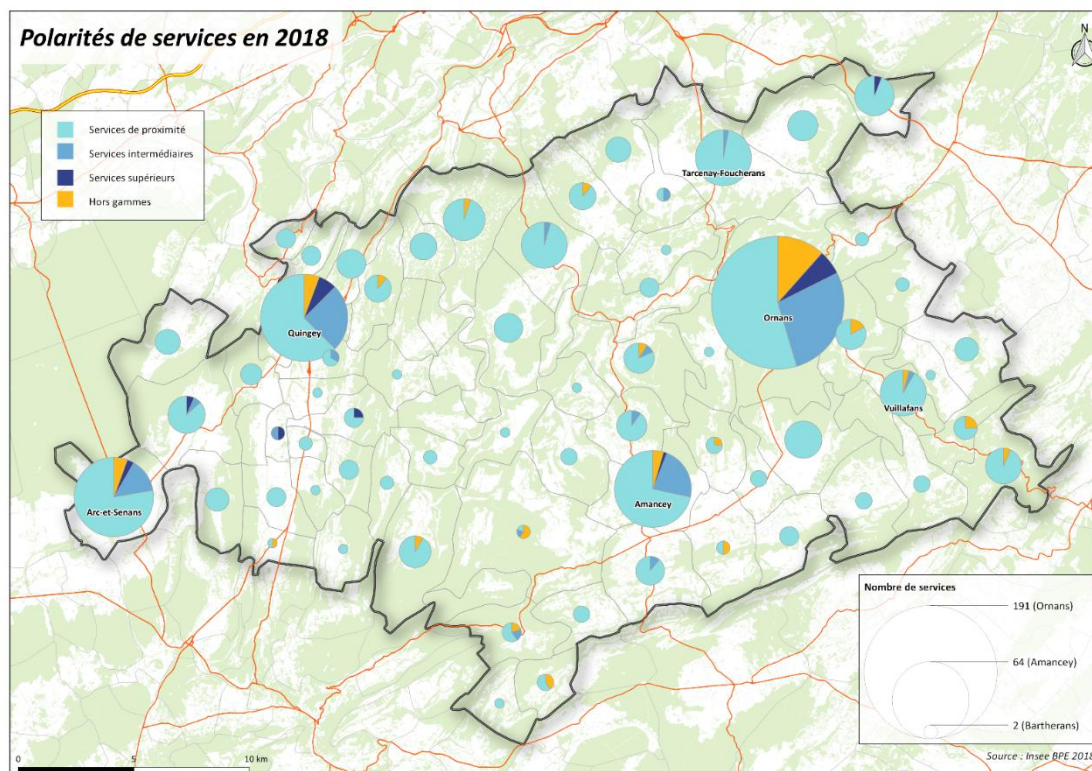 Polarités de services en 2018
N
Services de proximité
Services intermédiaires
Services supérieurs
Hors gammes
Tarcenay-Foucherans
Ornans
Quingey
Vuillafans
Amancey
Arc-et-Senans
Nombre de services
191 (Ornans)
64 (Amancey)
2 (Bartherans)
0 5 10 km
Source : Insee BPE 2018